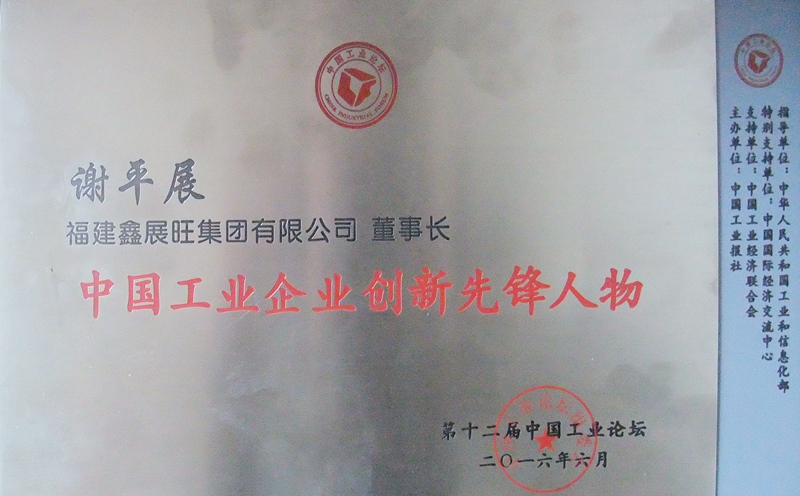 中国工业论坛
CHINA INDUSTRIAL FORUM
谢平展
福建鑫展旺集团有限公司 董事长
中国工业企业创新先锋人物
第十二届中国工业论坛
二〇一六年六月
指导单位：中华人民共和国工业和信息化部
特别支持单位：中国国际经济交流中心
支持单位：中国工业经济联合会
主办单位：中国工业报社